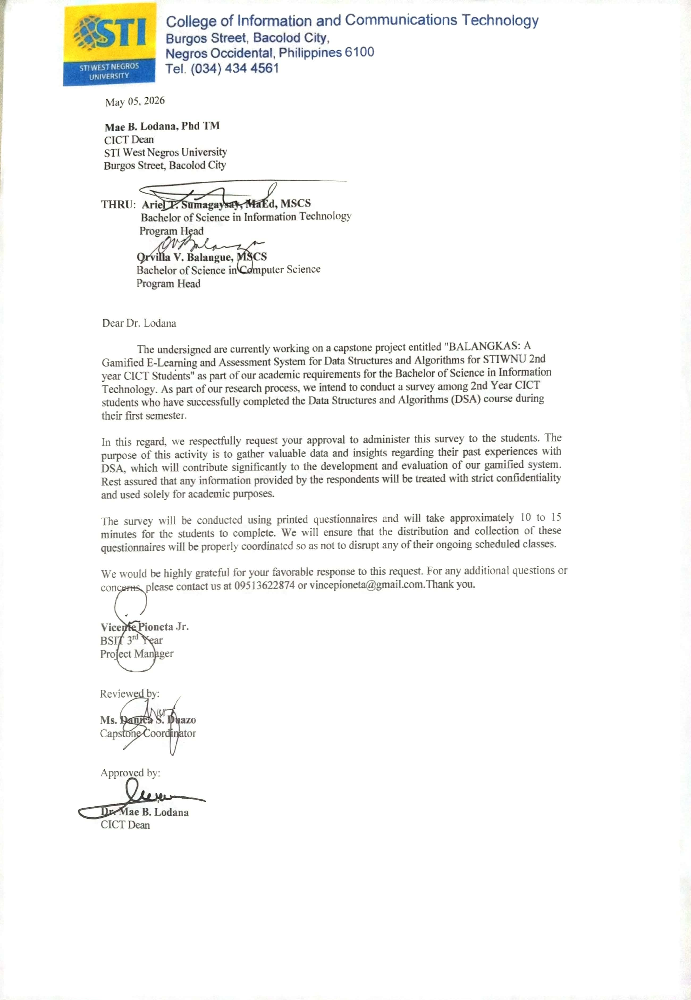 STI
STI WEST NEGROS
UNIVERSITY
College of Information and Communications Technology
Burgos Street, Bacolod City,
Negros Occidental, Philippines 6100
Tel. (034) 434 4561
May 05, 2026
Mae B. Lodana, Phd TM
CICT Dean
STI West Negros University
Burgos Street, Bacolod City
THRU: Ariel T. Sumagaysay, MaEd, MSCS
Bachelor of Science in Information Technology
Program Head
Orvilla V. Balangue, MSCS
Bachelor of Science in Computer Science
Program Head
Dear Dr. Lodana
The undersigned are currently working on a capstone project entitled "BALANGKAS: A
Gamified E-Learning and Assessment System for Data Structures and Algorithms for STIWNU 2nd
year CICT Students" as part of our academic requirements for the Bachelor of Science in Information
Technology. As part of our research process, we intend to conduct a survey among 2nd Year CICT
students who have successfully completed the Data Structures and Algorithms (DSA) course during
their first semester.
In this regard, we respectfully request your approval to administer this survey to the students. The
purpose of this activity is to gather valuable data and insights regarding their past experiences with
DSA, which will contribute significantly to the development and evaluation of our gamified system.
Rest assured that any information provided by the respondents will be treated with strict confidentiality
and used solely for academic purposes.
The survey will be conducted using printed questionnaires and will take approximately 10 to 15
minutes for the students to complete. We will ensure that the distribution and collection of these
questionnaires will be properly coordinated so as not to disrupt any of their ongoing scheduled classes.
We would be highly grateful for your favorable response to this request. For any additional questions or
concerns, please contact us at 09513622874 or vincepioneta@gmail.com.Thank you.
Vicente Pioneta Jr.
BSIT 3rd Year
Project Manager
Reviewed by:
Ms. Danica S. Duazo
Capstone Coordinator
Approved by:
Dr. Mae B. Lodana
CICT Dean